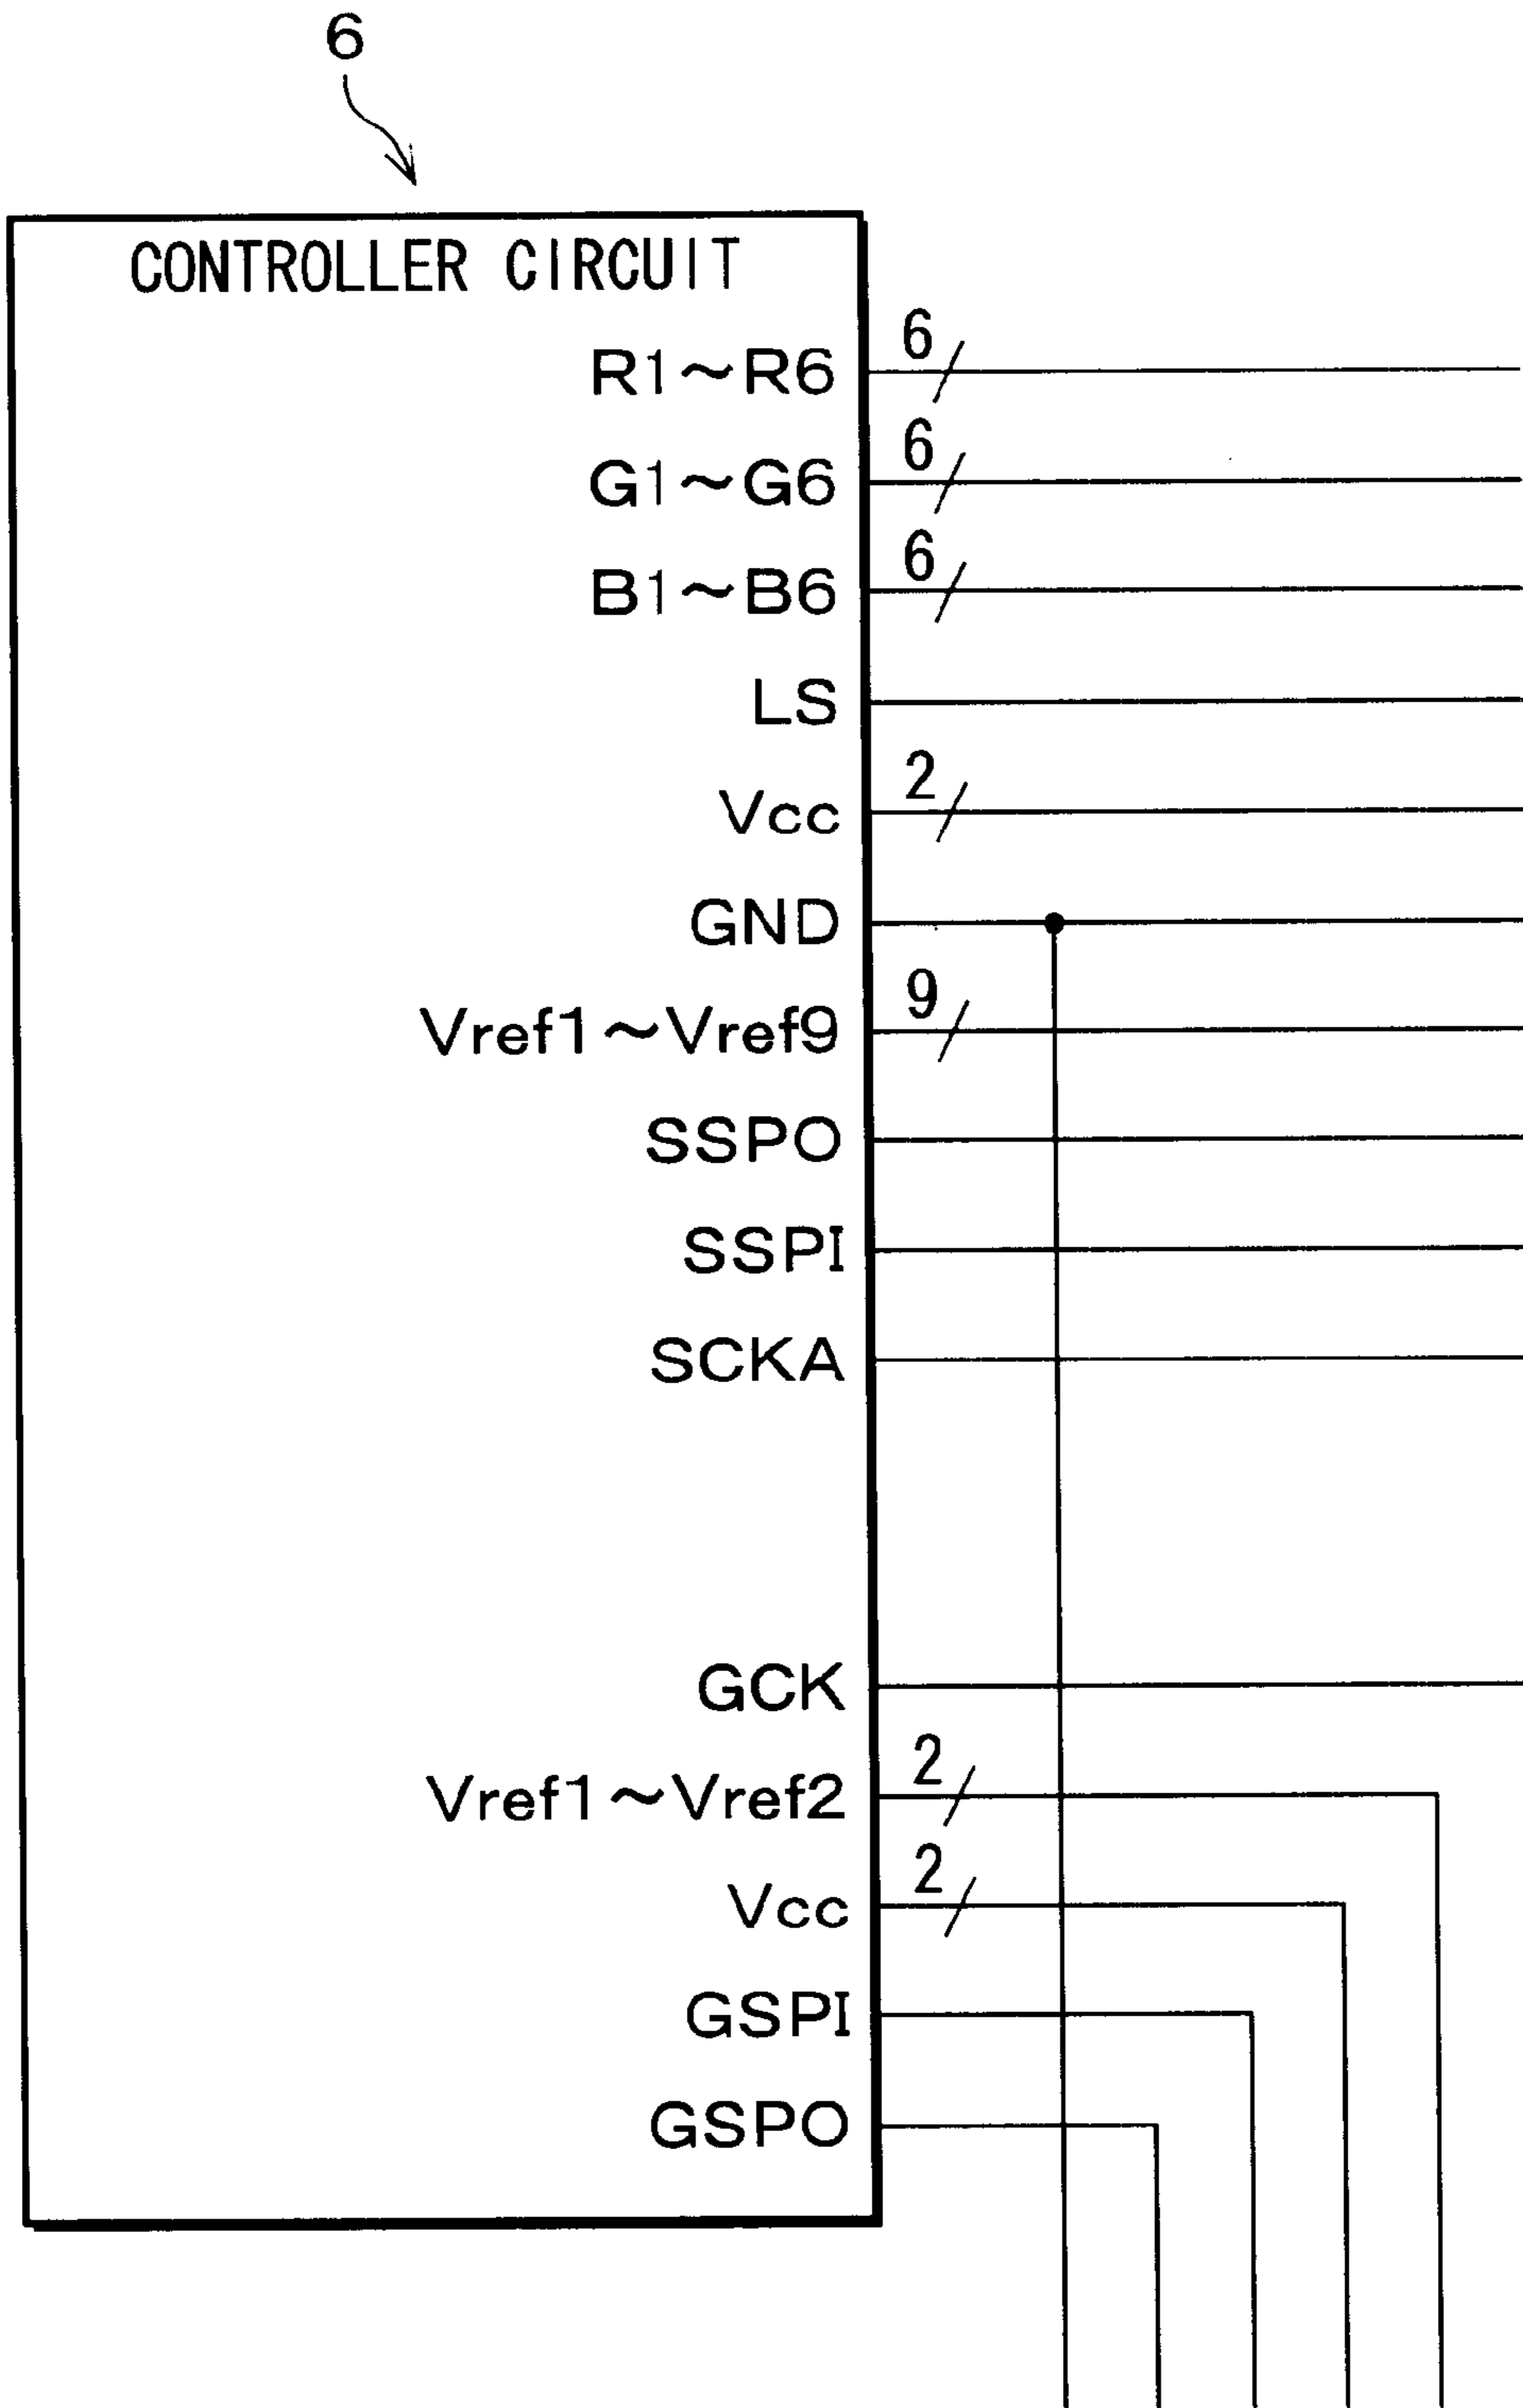 6
CONTROLLER CIRCUIT
R1~R6 6
G1~G6 6
B1~B6 6
LS
Vcc 2
GND
Vref1~Vref9 9
SSPO
SSPI
SCKA
GCK
Vref1~Vref2 2
Vcc 2
GSPI
GSPO